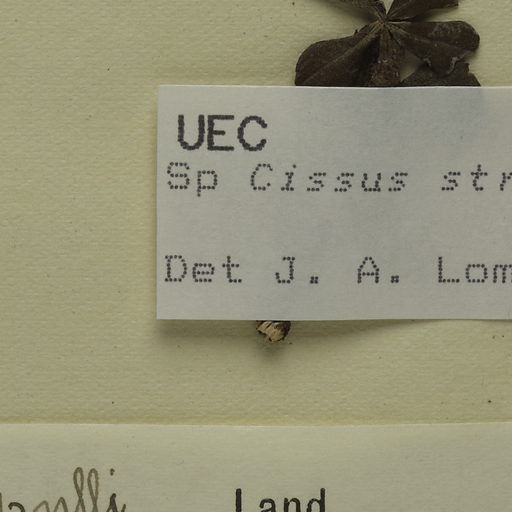 UEC
Sp Cissus str
Det J. A. Lom
Land